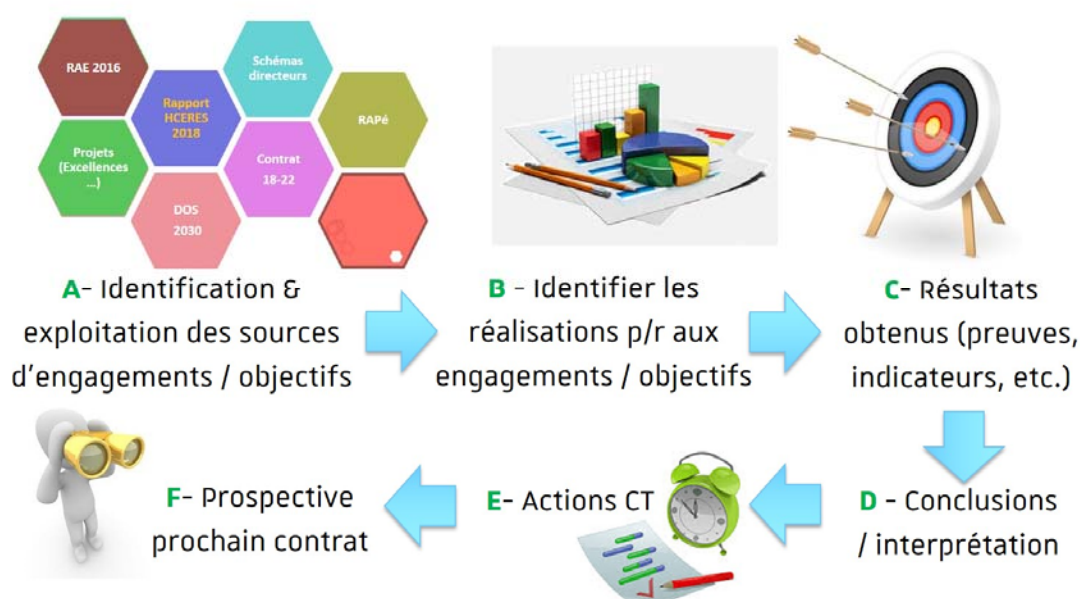 RAE 2016
Schémas
directeurs
Rapport
HCERES
2018
RAPé
Projets
(Excellences
...)
Contrat
18-22
DOS
2030
A- Identification &
exploitation des sources
d'engagements / objectifs
B - Identifier les
réalisations p/r aux
engagements / objectifs
C- Résultats
obtenus (preuves,
indicateurs, etc.)
D - Conclusions
/ interprétation
E- Actions CT
F- Prospective
prochain contrat